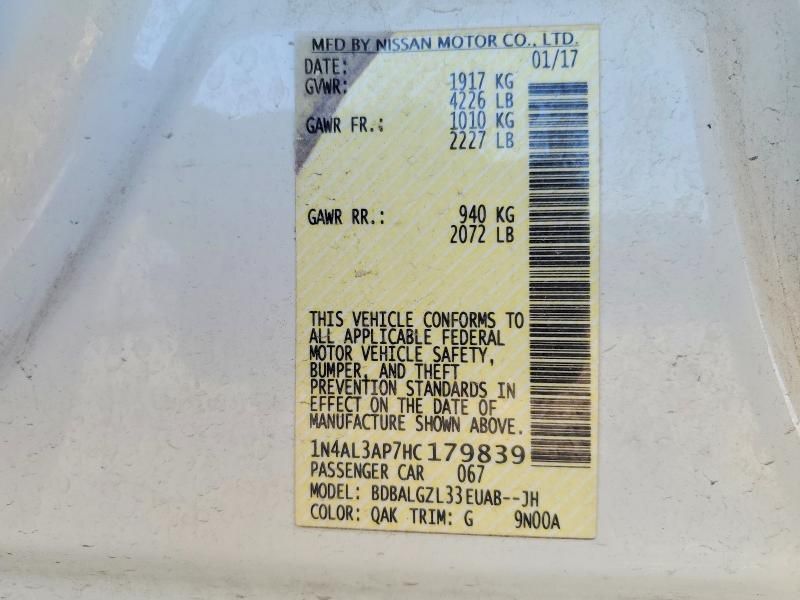 MFD BY NISSAN MOTOR CO., LTD.
DATE: 01/17
GVWR: 1917 KG
4226 LB
GAWR FR.: 1010 KG
2227 LB
GAWR RR.: 940 KG
2072 LB
THIS VEHICLE CONFORMS TO
ALL APPLICABLE FEDERAL
MOTOR VEHICLE SAFETY,
BUMPER, AND THEFT
PREVENTION STANDARDS IN
EFFECT ON THE DATE OF
MANUFACTURE SHOWN ABOVE.
1N4AL3AP7HC179839
PASSENGER CAR 067
MODEL: BDBALGZL33EUAB--JH
COLOR: QAK TRIM: G 9N00A